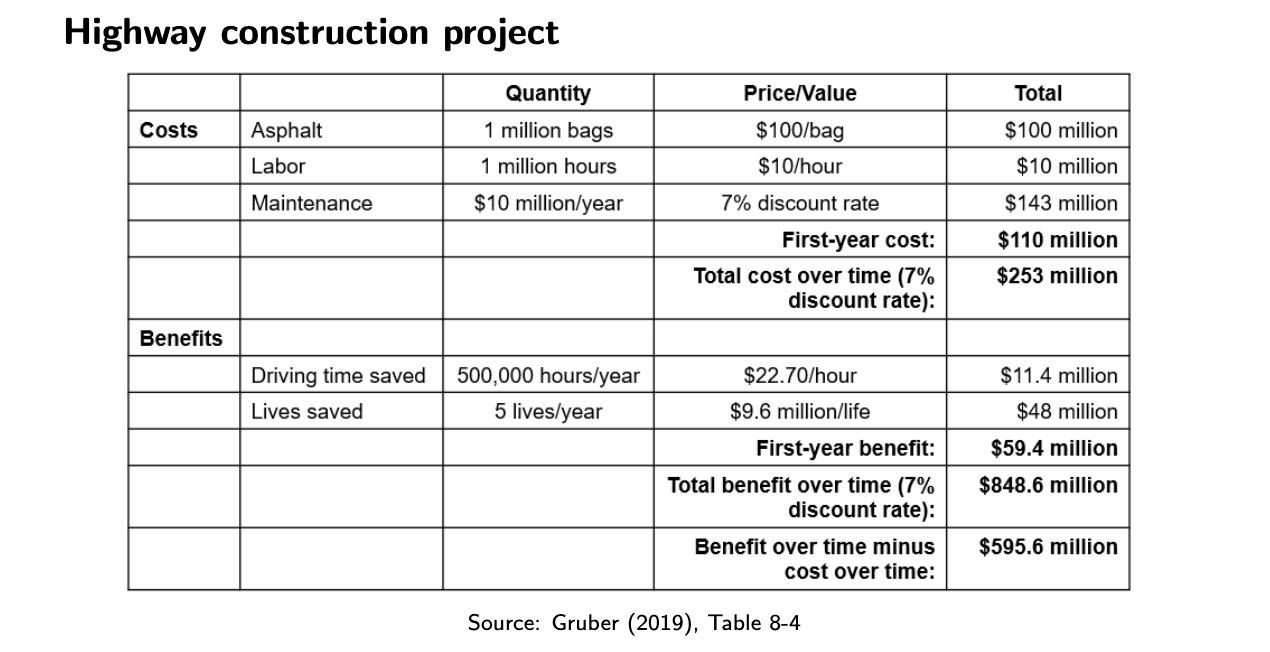 Highway construction project
Quantity Price/Value Total
Costs Asphalt 1 million bags $100/bag $100 million
Labor 1 million hours $10/hour $10 million
Maintenance $10 million/year 7% discount rate $143 million
First-year cost: $110 million
Total cost over time (7% $253 million
discount rate):
Benefits
Driving time saved 500,000 hours/year $22.70/hour $11.4 million
Lives saved 5 lives/year $9.6 million/life $48 million
First-year benefit: $59.4 million
Total benefit over time (7% $848.6 million
discount rate):
Benefit over time minus $595.6 million
cost over time:
Source: Gruber (2019), Table 8-4